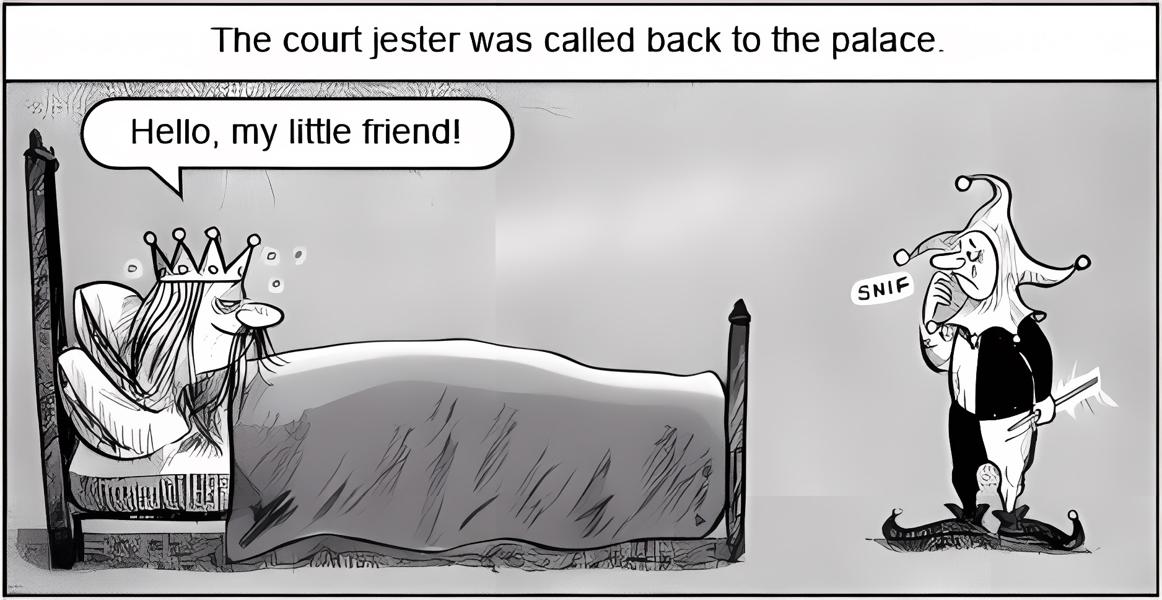 The court jester was called back to the palace.
Hello, my little friend!
SNIF